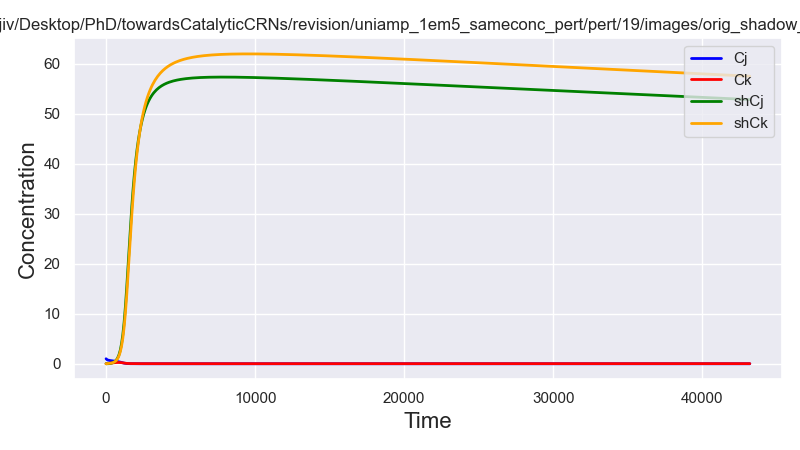 jiv/Desktop/PhD/towardsCatalyticCRNs/revision/uniamp_1em5_sameconc_pert/pert/19/images/orig_shadow_
Concentration
60
50
40
30
20
10
0
Cj
Ck
shCj
shCk
0 10000 20000 30000 40000
Time